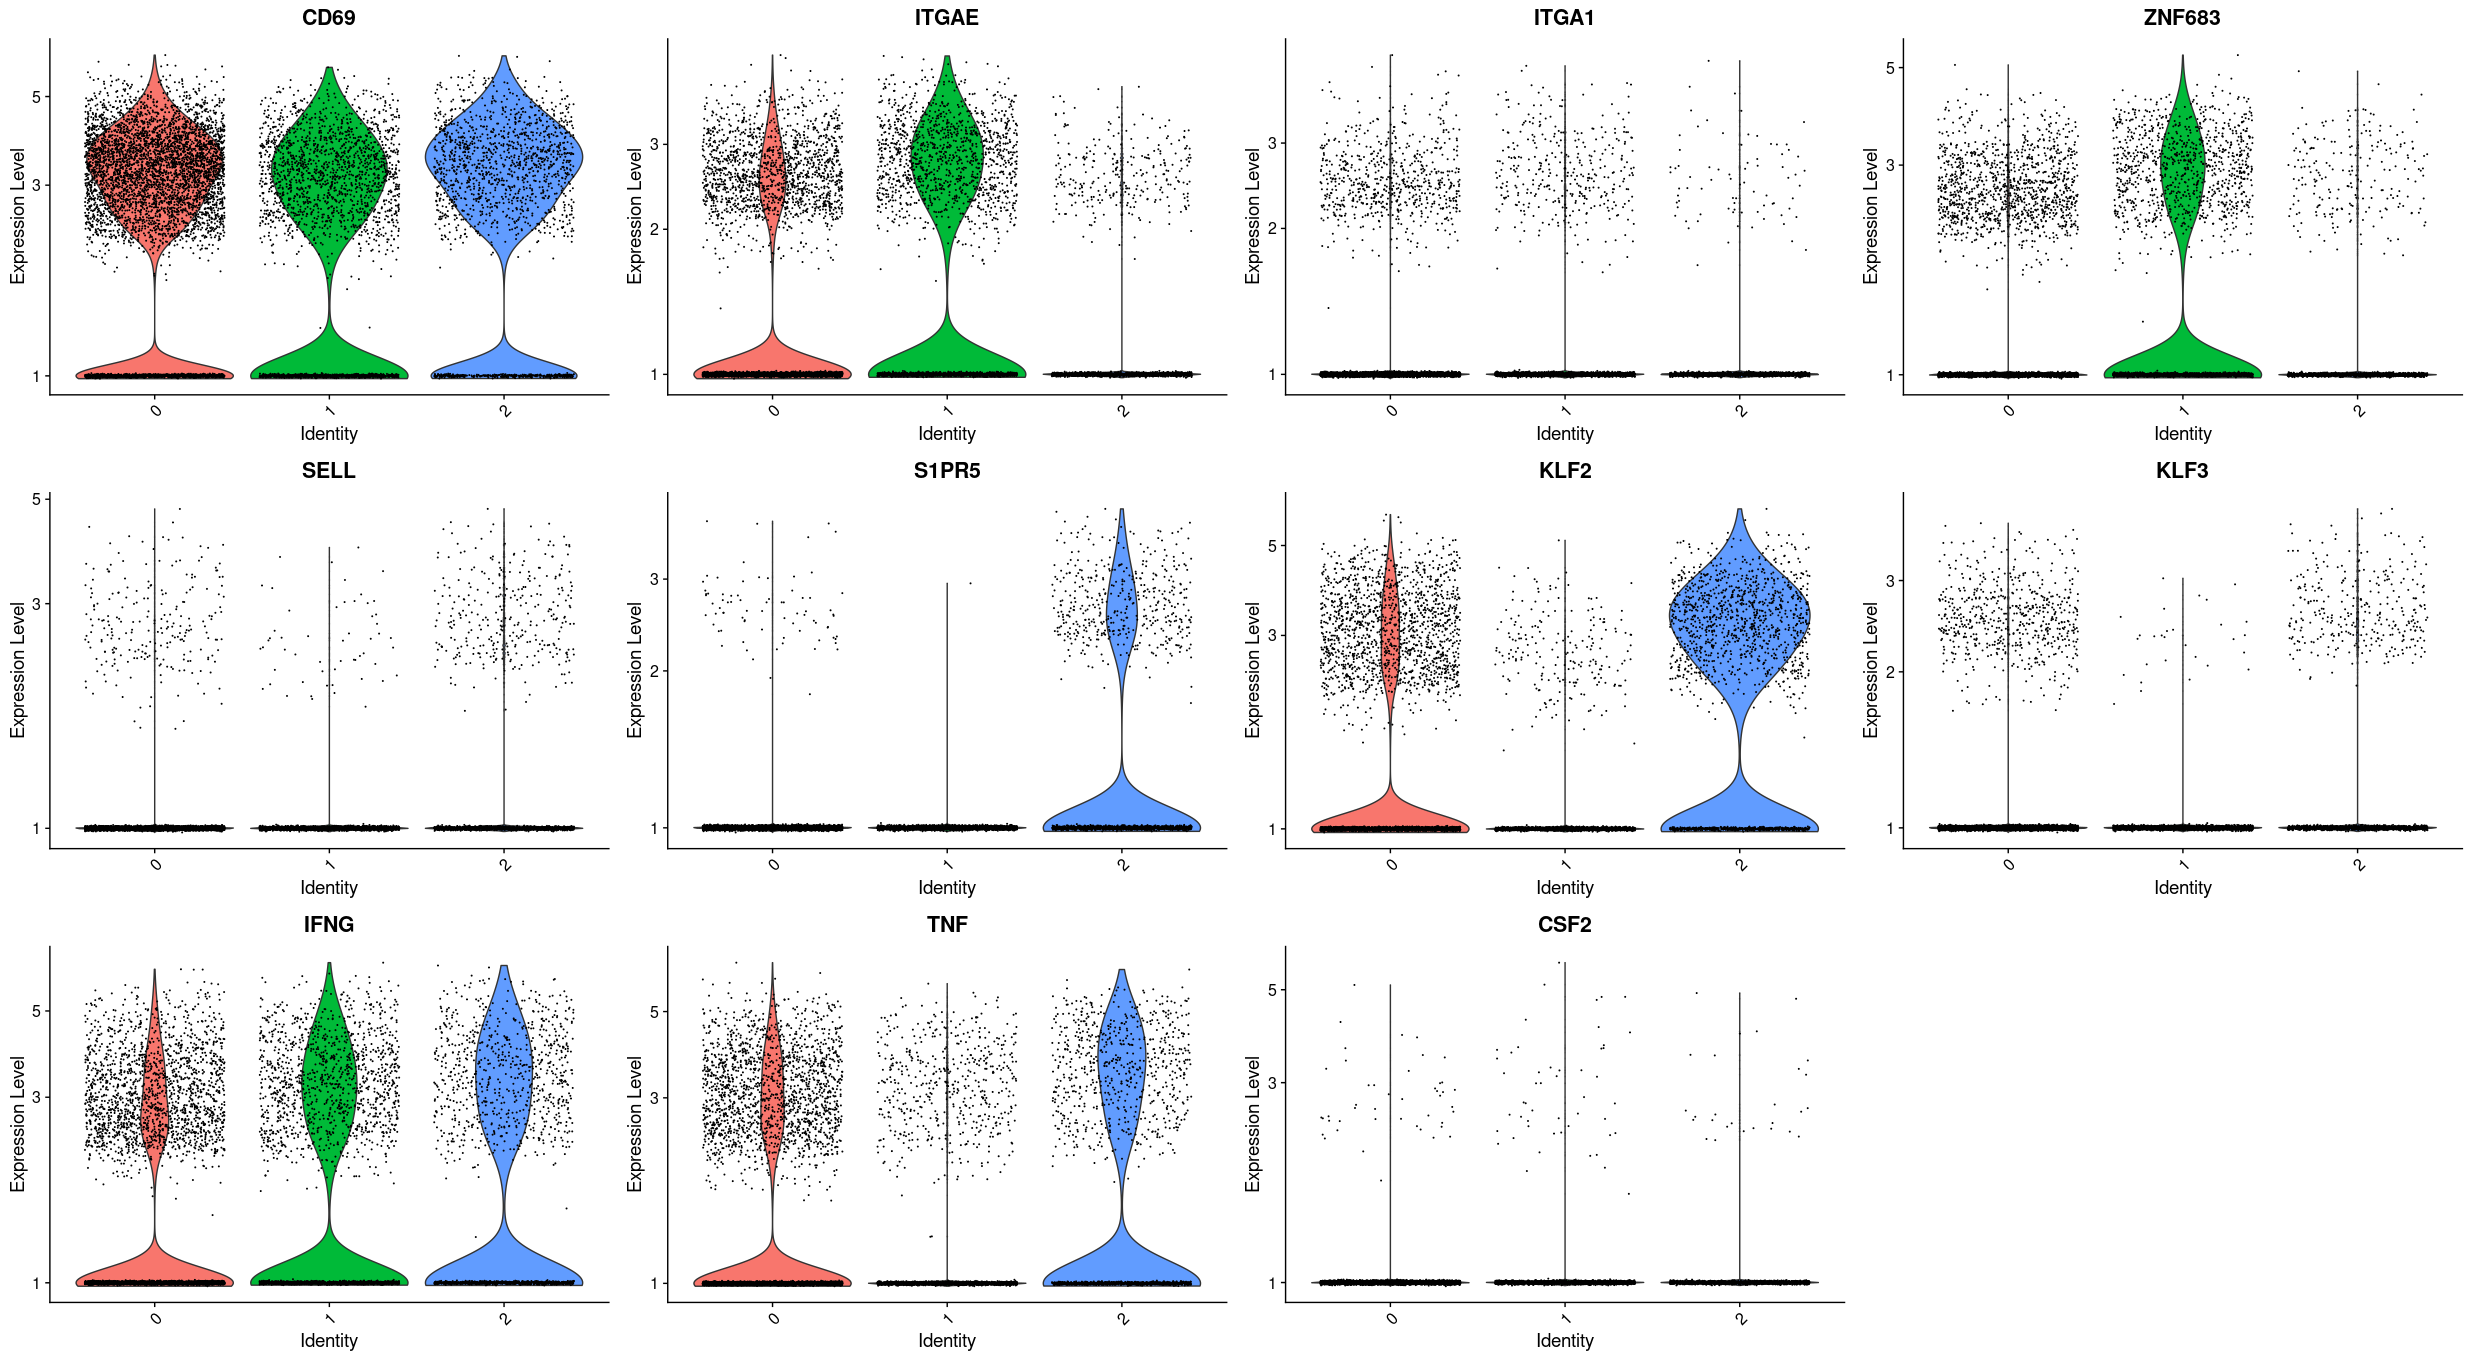 CD69
Expression Level
5
3
1
0
1
2
Identity
ITGAE
Expression Level
3
2
1
0
1
2
Identity
ITGA1
Expression Level
3
2
1
0
1
2
Identity
ZNF683
Expression Level
5
3
1
0
1
2
Identity
SELL
Expression Level
5
3
1
0
1
2
Identity
S1PR5
Expression Level
3
2
1
0
1
2
Identity
KLF2
Expression Level
5
3
1
0
1
2
Identity
KLF3
Expression Level
3
2
1
0
1
2
Identity
IFNG
Expression Level
5
3
1
0
1
2
Identity
TNF
Expression Level
5
3
1
0
1
2
Identity
CSF2
Expression Level
5
3
1
0
1
2
Identity